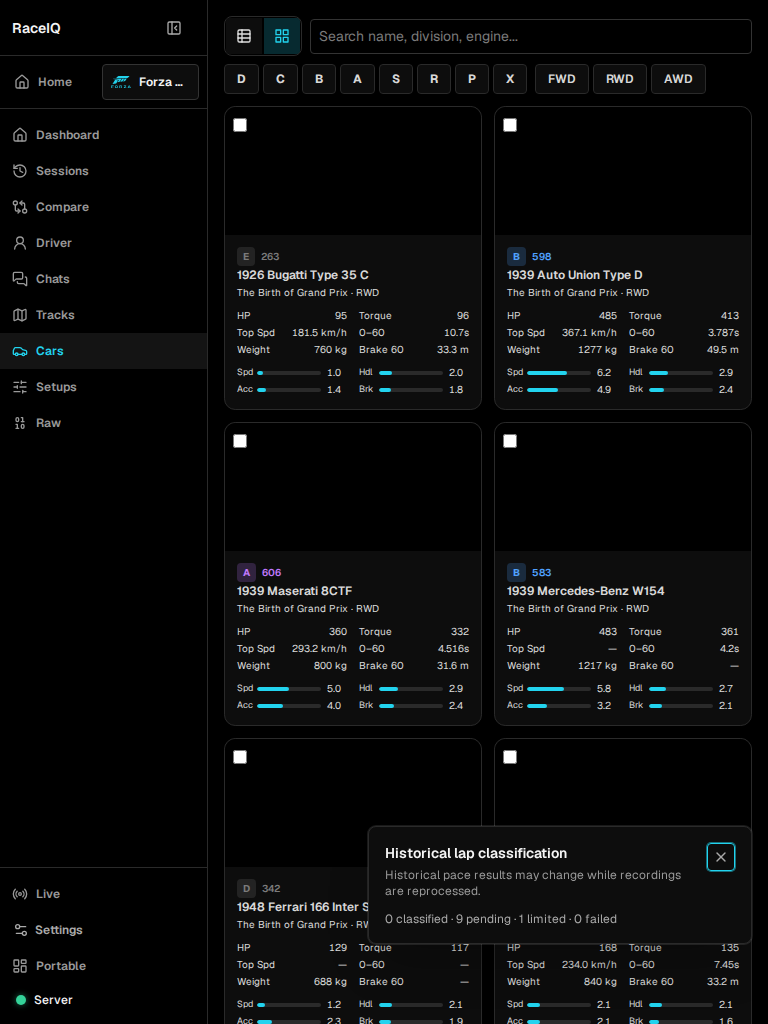 RaceIQ
Home
FORZA
Forza ...
Dashboard
Sessions
Compare
Driver
Chats
Tracks
Cars
Setups
Raw
Live
Settings
Portable
Server
Search name, division, engine...
D C B A S R P X FWD RWD AWD
E 263
1926 Bugatti Type 35 C
The Birth of Grand Prix · RWD
HP 95 Torque 96
Top Spd 181.5 km/h 0–60 10.7s
Weight 760 kg Brake 60 33.3 m
Spd 1.0 Hdl 2.0
Acc 1.4 Brk 1.8
B 598
1939 Auto Union Type D
The Birth of Grand Prix · RWD
HP 485 Torque 413
Top Spd 367.1 km/h 0–60 3.787s
Weight 1277 kg Brake 60 49.5 m
Spd 6.2 Hdl 2.9
Acc 4.9 Brk 2.4
A 606
1939 Maserati 8CTF
The Birth of Grand Prix · RWD
HP 360 Torque 332
Top Spd 293.2 km/h 0–60 4.516s
Weight 800 kg Brake 60 31.6 m
Spd 5.0 Hdl 2.9
Acc 4.0 Brk 2.4
B 583
1939 Mercedes-Benz W154
The Birth of Grand Prix · RWD
HP 483 Torque 361
Top Spd — 0–60 4.2s
Weight 1217 kg Brake 60 —
Spd 5.8 Hdl 2.7
Acc 3.2 Brk 2.1
D 342
1948 Ferrari 166 Inter S
The Birth of Grand Prix · RW
HP 129 Torque 117
Top Spd — 0–60 —
Weight 688 kg Brake 60 —
Spd 1.2 Hdl 2.1
Acc 2.3 Brk 1.9
HP 168 Torque 135
Top Spd 234.0 km/h 0–60 7.45s
Weight 840 kg Brake 60 33.2 m
Spd 2.1 Hdl 2.1
Acc 2.1 Brk 1.6
Historical lap classification
Historical pace results may change while recordings
are reprocessed.
0 classified · 9 pending · 1 limited · 0 failed